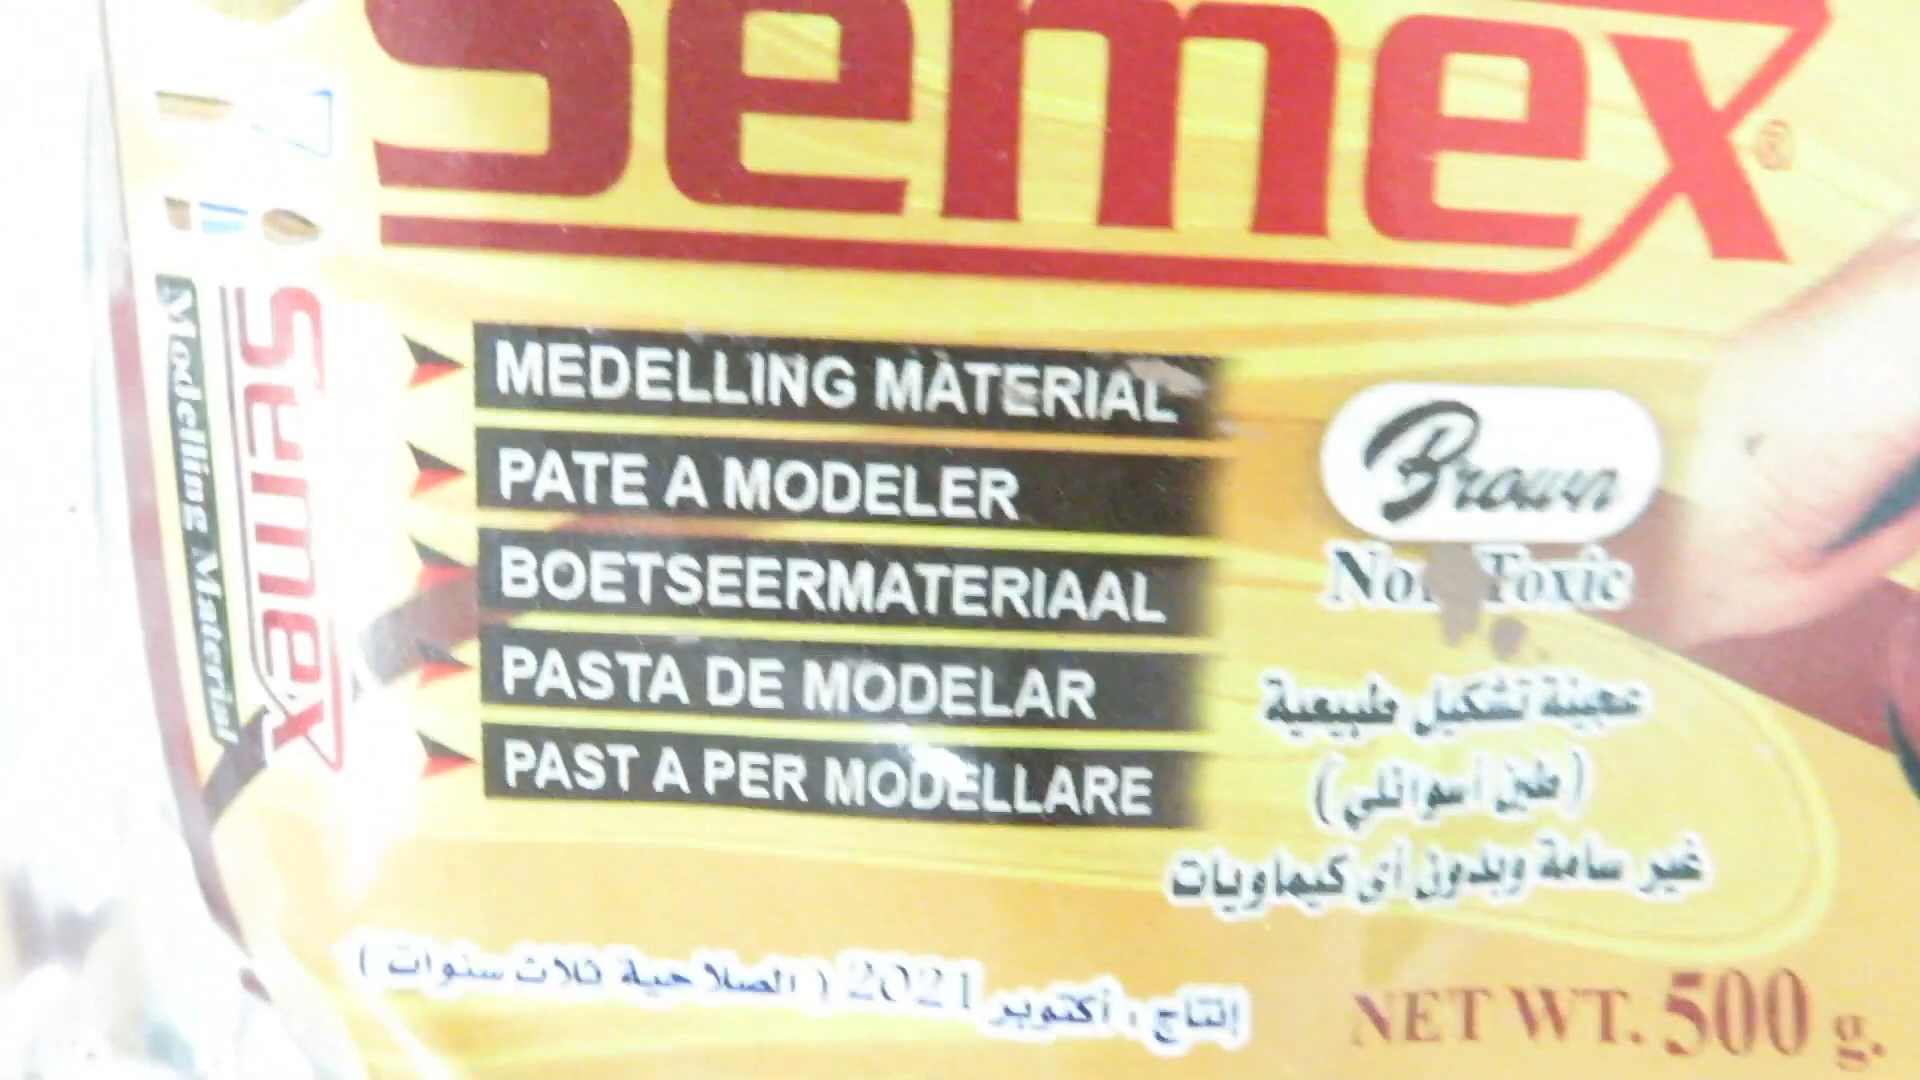 Semex®
MEDELLING MATERIAL
PATE A MODELER
BOETSEERMATERIAAL
PASTA DE MODELAR
PAST A PER MODELLARE
Brown
Non Toxic
عجينة تشكيل طبيعية
(طين أسوانلي)
غير سامة وبدون أى كيماويات
إنتاج : أكتوبر 2021 ( الصلاحية ثلاث سنوات )
NET WT. 500 g.
Semex
Modelling Material